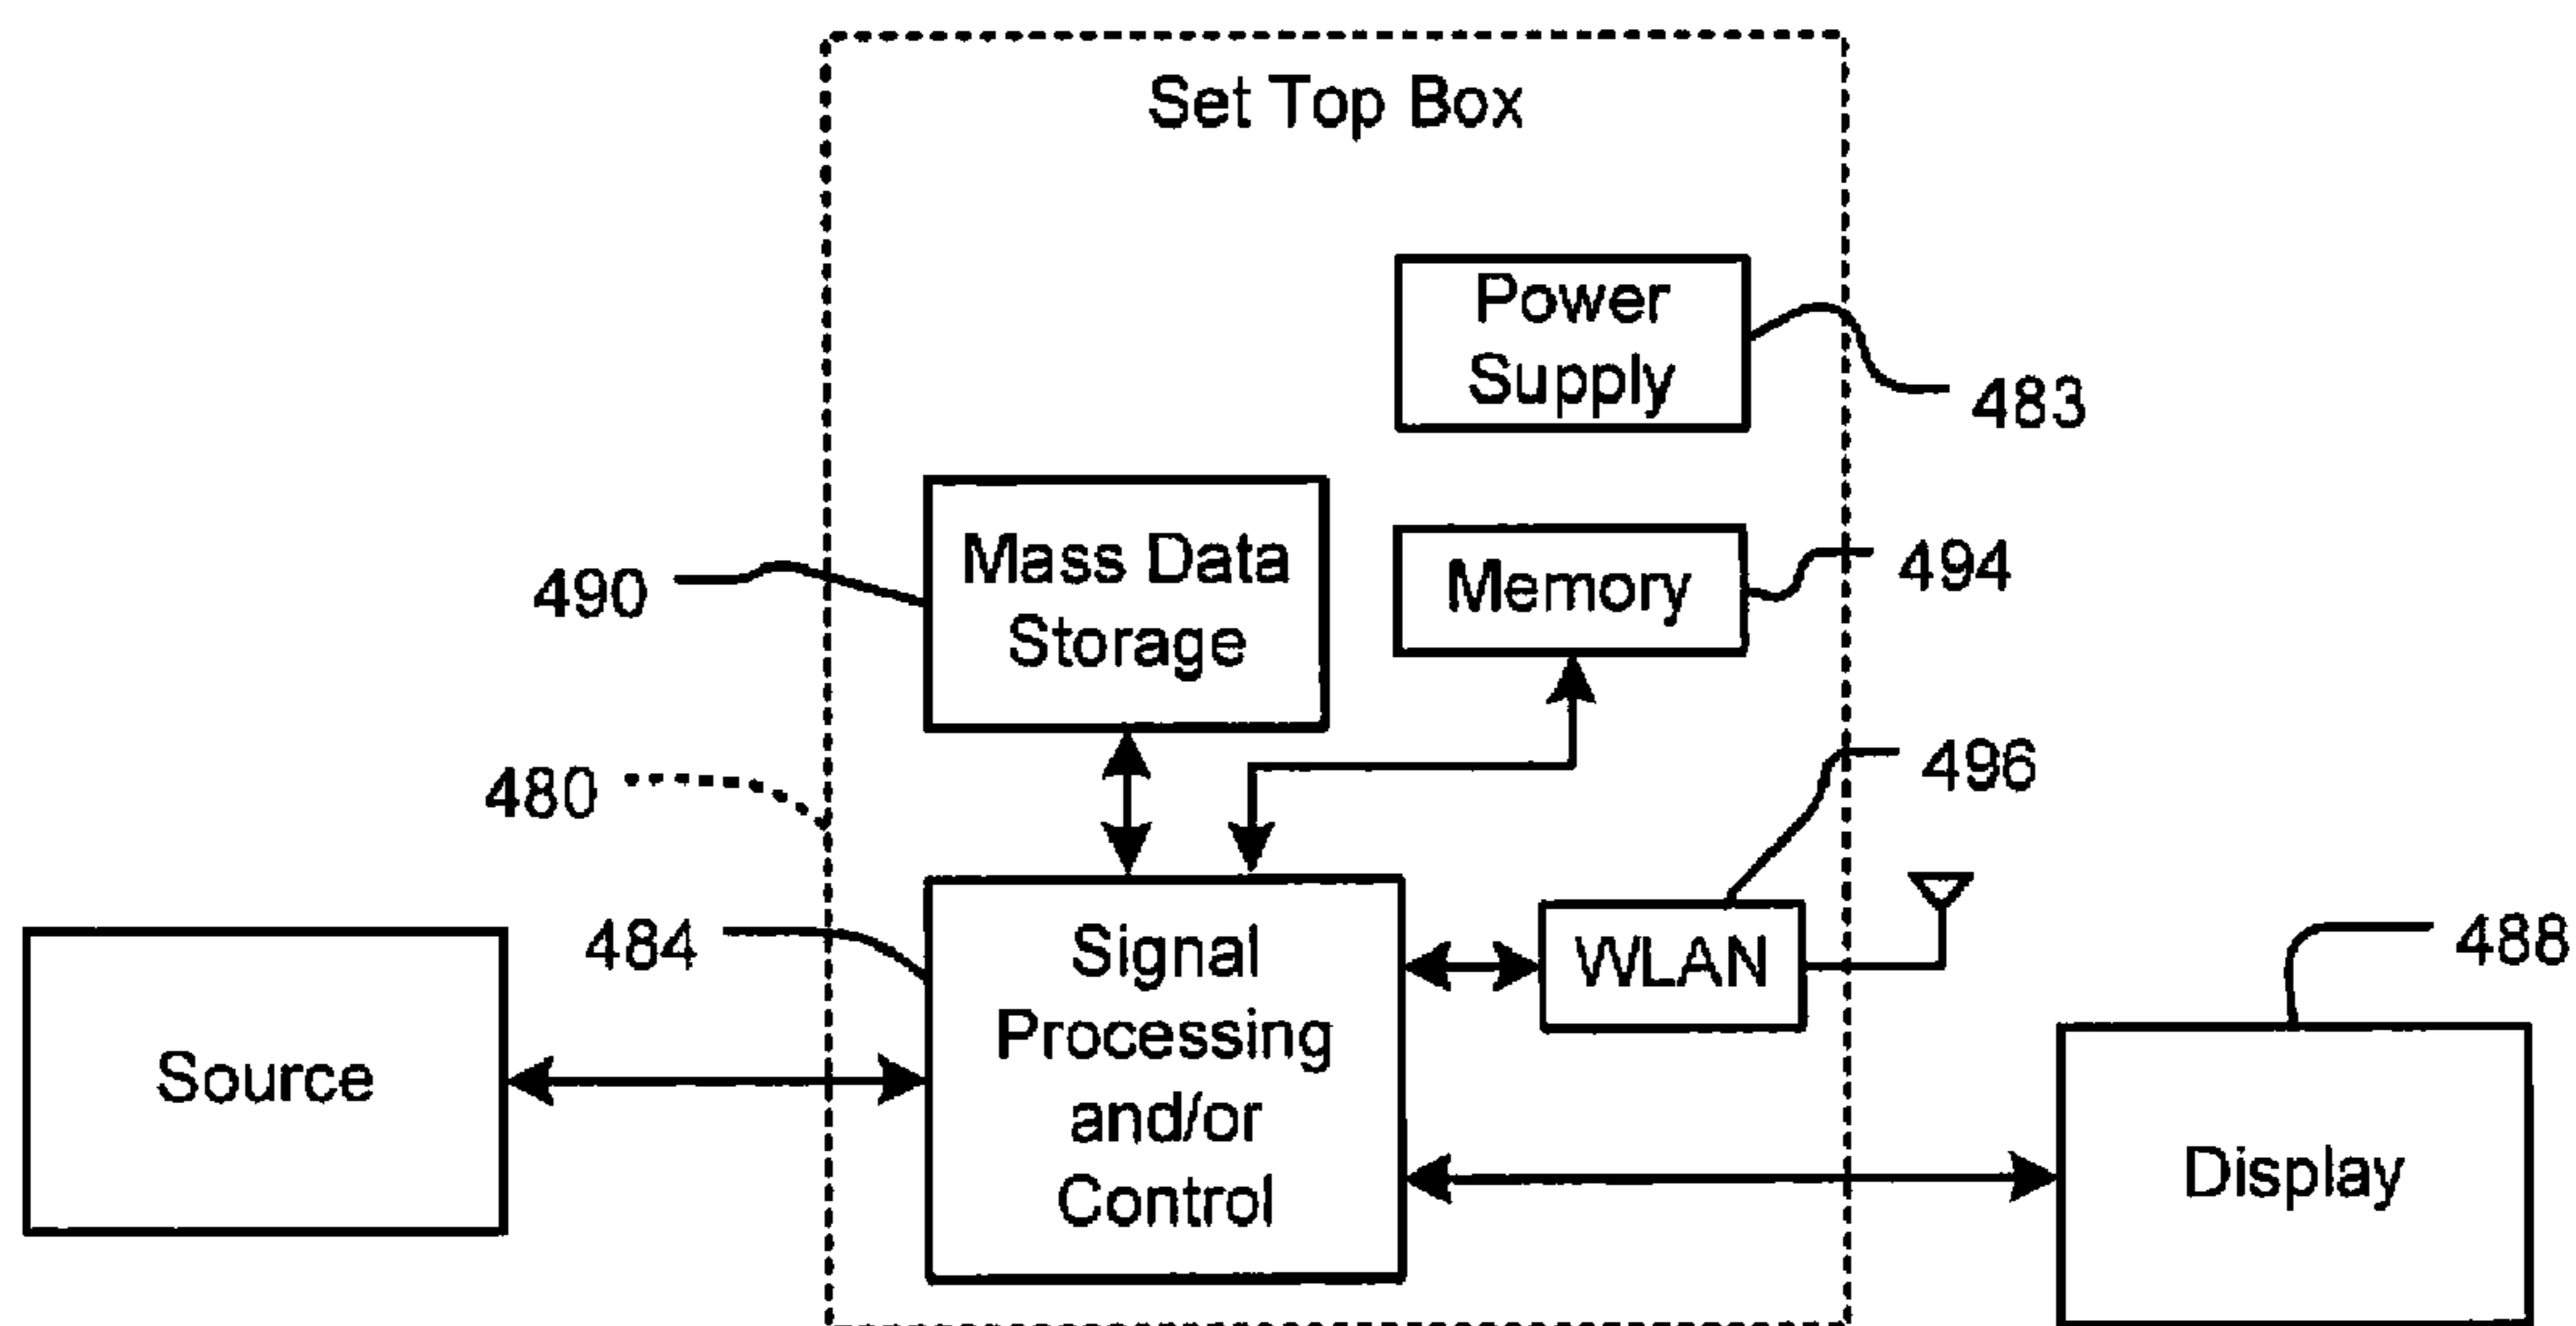 Set Top Box
Power
Supply
483
Mass Data
Storage
490
Memory
494
480
496
484
Signal
Processing
and/or
Control
WLAN
488
Source
Display